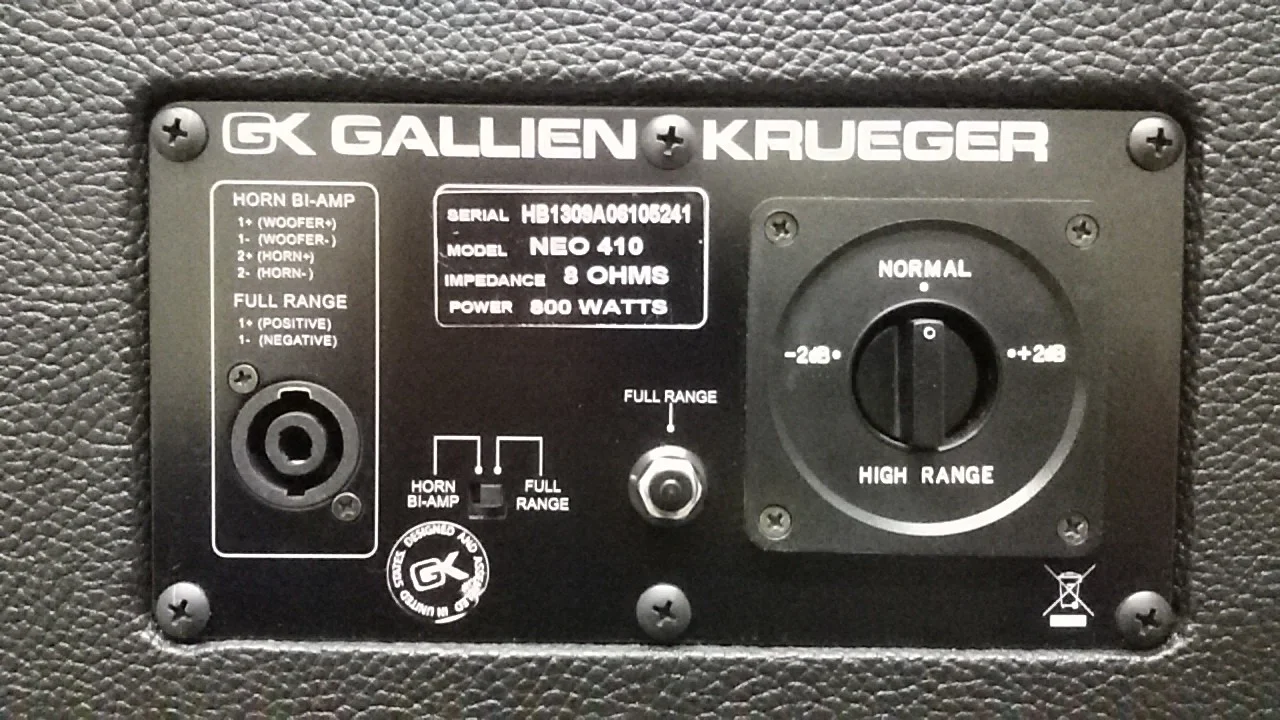 GK GALLIEN KRUEGER
HORN BI-AMP
1+ (WOOFER+)
1- (WOOFER-)
2+ (HORN+)
2- (HORN-)
FULL RANGE
1+ (POSITIVE)
1- (NEGATIVE)
SERIAL HB1309A06105241
MODEL NEO 410
IMPEDANCE 8 OHMS
POWER 800 WATTS
NORMAL
-2dB
+2dB
HIGH RANGE
FULL RANGE
HORN
BI-AMP
FULL
RANGE
DESIGNED AND ASSEMBLED IN UNITED STATES.
GK